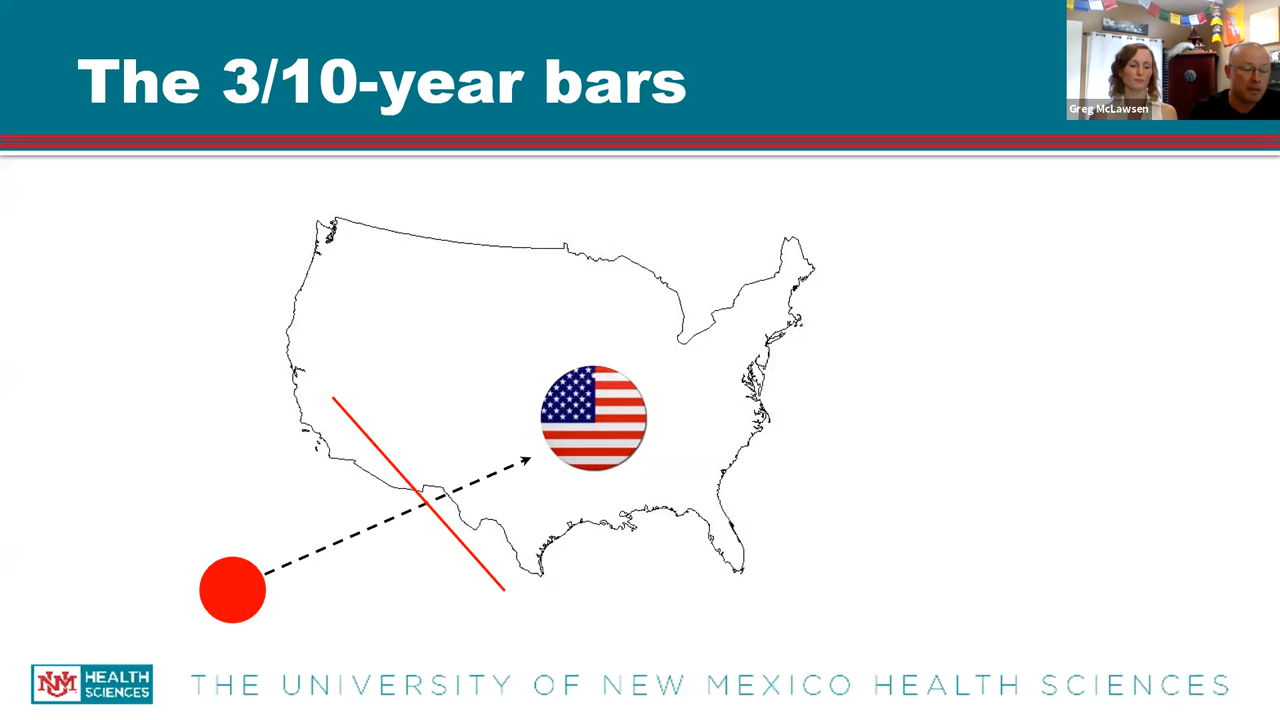 The 3/10-year bars
Greg McLawsen
UNM HEALTH
SCIENCES
THE UNIVERSITY OF NEW MEXICO HEALTH SCIENCES